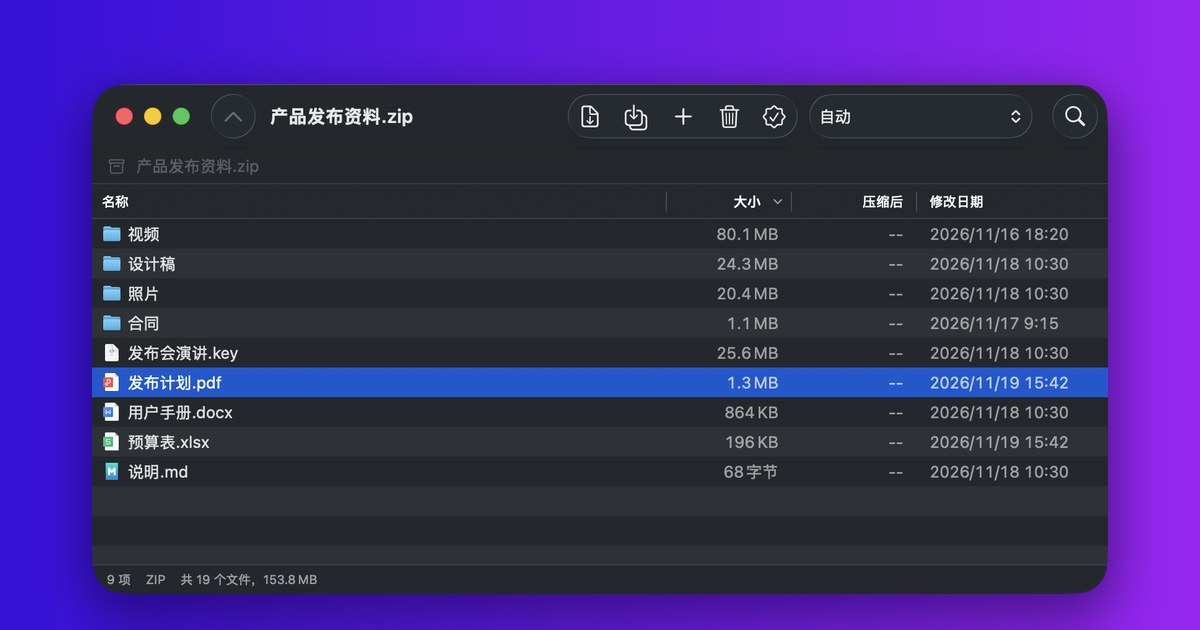 产品发布资料.zip
自动
产品发布资料.zip
名称 大小 压缩后 修改日期
视频 80.1 MB -- 2026/11/16 18:20
设计稿 24.3 MB -- 2026/11/18 10:30
照片 20.4 MB -- 2026/11/18 10:30
合同 1.1 MB -- 2026/11/17 9:15
发布会演讲.key 25.6 MB -- 2026/11/18 10:30
发布计划.pdf 1.3 MB -- 2026/11/19 15:42
用户手册.docx 864 KB -- 2026/11/18 10:30
预算表.xlsx 196 KB -- 2026/11/19 15:42
说明.md 68 字节 -- 2026/11/18 10:30
9 项 ZIP 共 19 个文件，153.8 MB